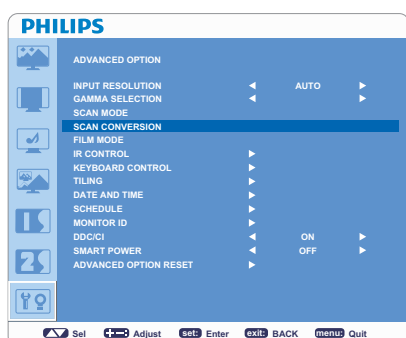 PHILIPS
ADVANCED OPTION
INPUT RESOLUTION AUTO
GAMMA SELECTION
SCAN MODE
SCAN CONVERSION
FILM MODE
IR CONTROL
KEYBOARD CONTROL
TILING
DATE AND TIME
SCHEDULE
MONITOR ID
DDC/CI ON
SMART POWER OFF
ADVANCED OPTION RESET
1
2
Sel Adjust set: Enter exit: BACK menu: Quit